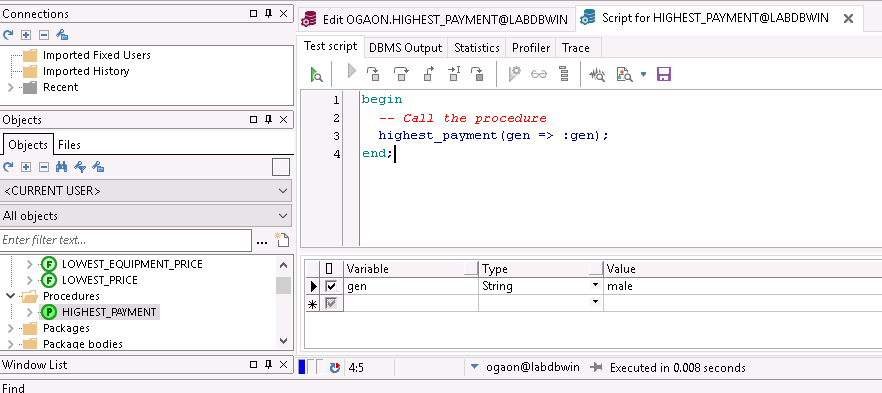 Connections
Imported Fixed Users
Imported History
Recent
Objects
Objects Files
<CURRENT USER>
All objects
Enter filter text...
LOWEST_EQUIPMENT_PRICE
LOWEST_PRICE
Procedures
HIGHEST_PAYMENT
Packages
Package bodies
Window List
Find
Edit OGAON.HIGHEST_PAYMENT@LABDBWIN Script for HIGHEST_PAYMENT@LABDBWIN
Test script DBMS Output Statistics Profiler Trace
1 begin
2 -- Call the procedure
3 highest_payment(gen => :gen);
4 end;
Variable Type Value
gen String male
4:5 ogaon@labdbwin Executed in 0.008 seconds